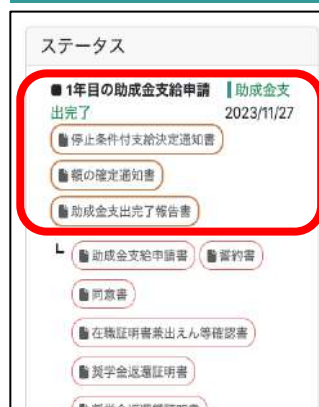 ステータス
■ 1年目の助成金支給申請 助成金支
出完了 2023/11/27
停止条件付支給決定通知書
額の確定通知書
助成金支出完了報告書
助成金支給申請書 誓約書
同意書
在職証明書兼出えん等確認書
奨学金返還証明書